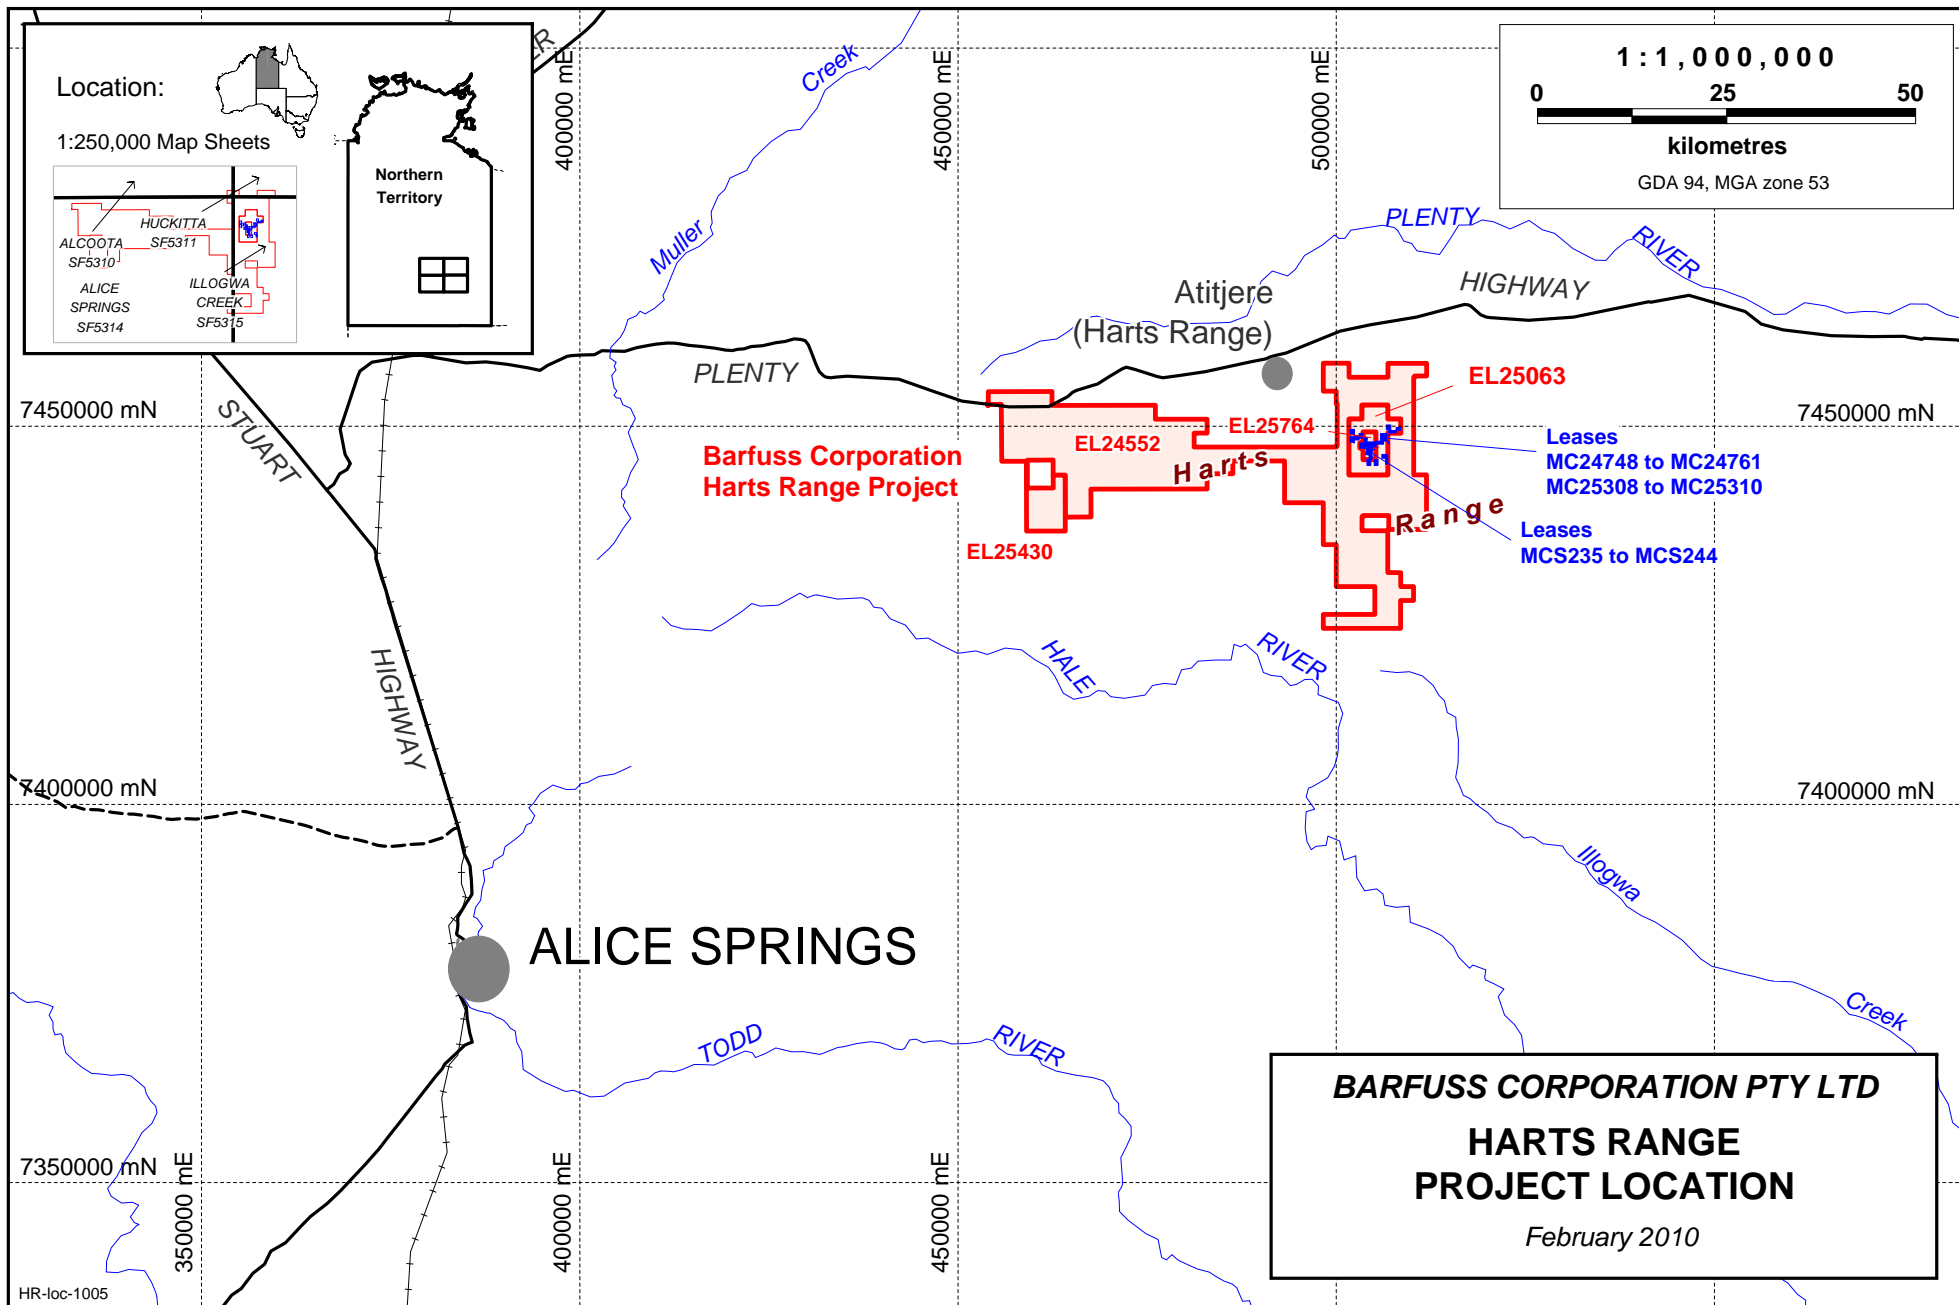 Location:
1:250,000 Map Sheets
HUCKITTA
SF5311
ALCOOTA
SF5310
ALICE
SPRINGS
SF5314
ILLOGWA
CREEK
SF5315
Northern
Territory
ER
1:1,000,000
0 25 50
kilometres
GDA 94, MGA zone 53
400000 mE
450000 mE
500000 mE
Muller
Creek
PLENTY
RIVER
Atitjere
(Harts Range)
HIGHWAY
PLENTY
STUART
HIGHWAY
7450000 mN
7450000 mN
Barfuss Corporation
Harts Range Project
EL24552
EL25764
EL25063
EL25430
Harts
Range
Leases
MC24748 to MC24761
MC25308 to MC25310
Leases
MCS235 to MCS244
HALE
RIVER
7400000 mN
7400000 mN
Illogwa
Creek
ALICE SPRINGS
TODD
RIVER
7350000 mN
350000 mE
400000 mE
450000 mE
BARFUSS CORPORATION PTY LTD
HARTS RANGE
PROJECT LOCATION
February 2010
HR-loc-1005